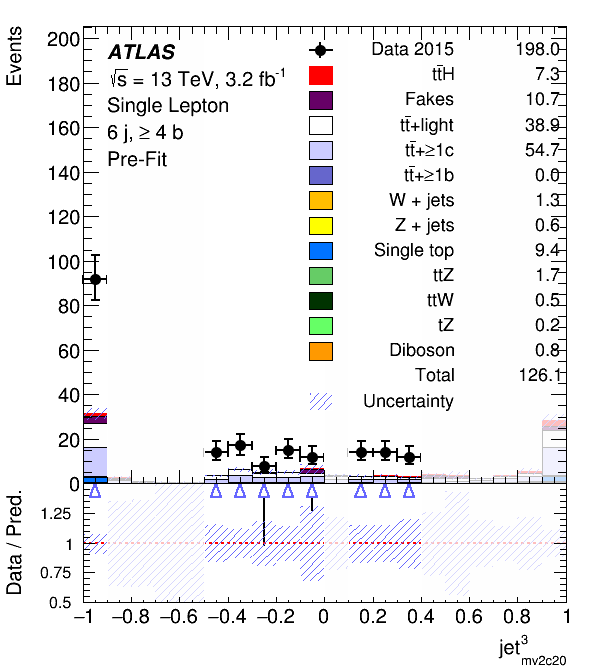 Events
200
180
160
140
120
100
80
60
40
20
0
ATLAS
√s = 13 TeV, 3.2 fb⁻¹
Single Lepton
6 j, ≥ 4 b
Pre-Fit
Data 2015 198.0
tt̄H 7.3
Fakes 10.7
tt̄+light 38.9
tt̄+≥1c 54.7
tt̄+≥1b 0.0
W + jets 1.3
Z + jets 0.6
Single top 9.4
ttZ 1.7
ttW 0.5
tZ 0.2
Diboson 0.8
Total 126.1
Uncertainty
Data / Pred.
1.25
1
0.75
0.5
−1 −0.8 −0.6 −0.4 −0.2 0 0.2 0.4 0.6 0.8 1
jet³mv2c20